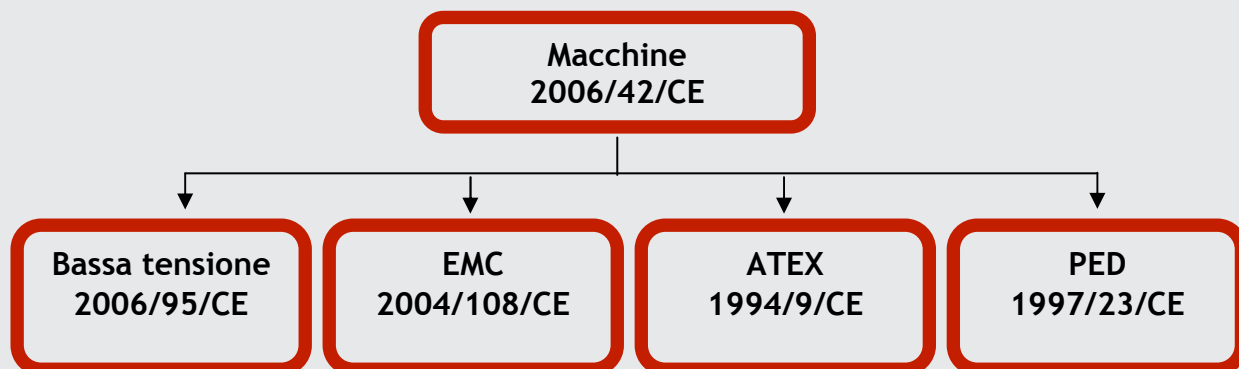 Macchine
2006/42/CE
Bassa tensione
2006/95/CE
EMC
2004/108/CE
ATEX
1994/9/CE
PED
1997/23/CE